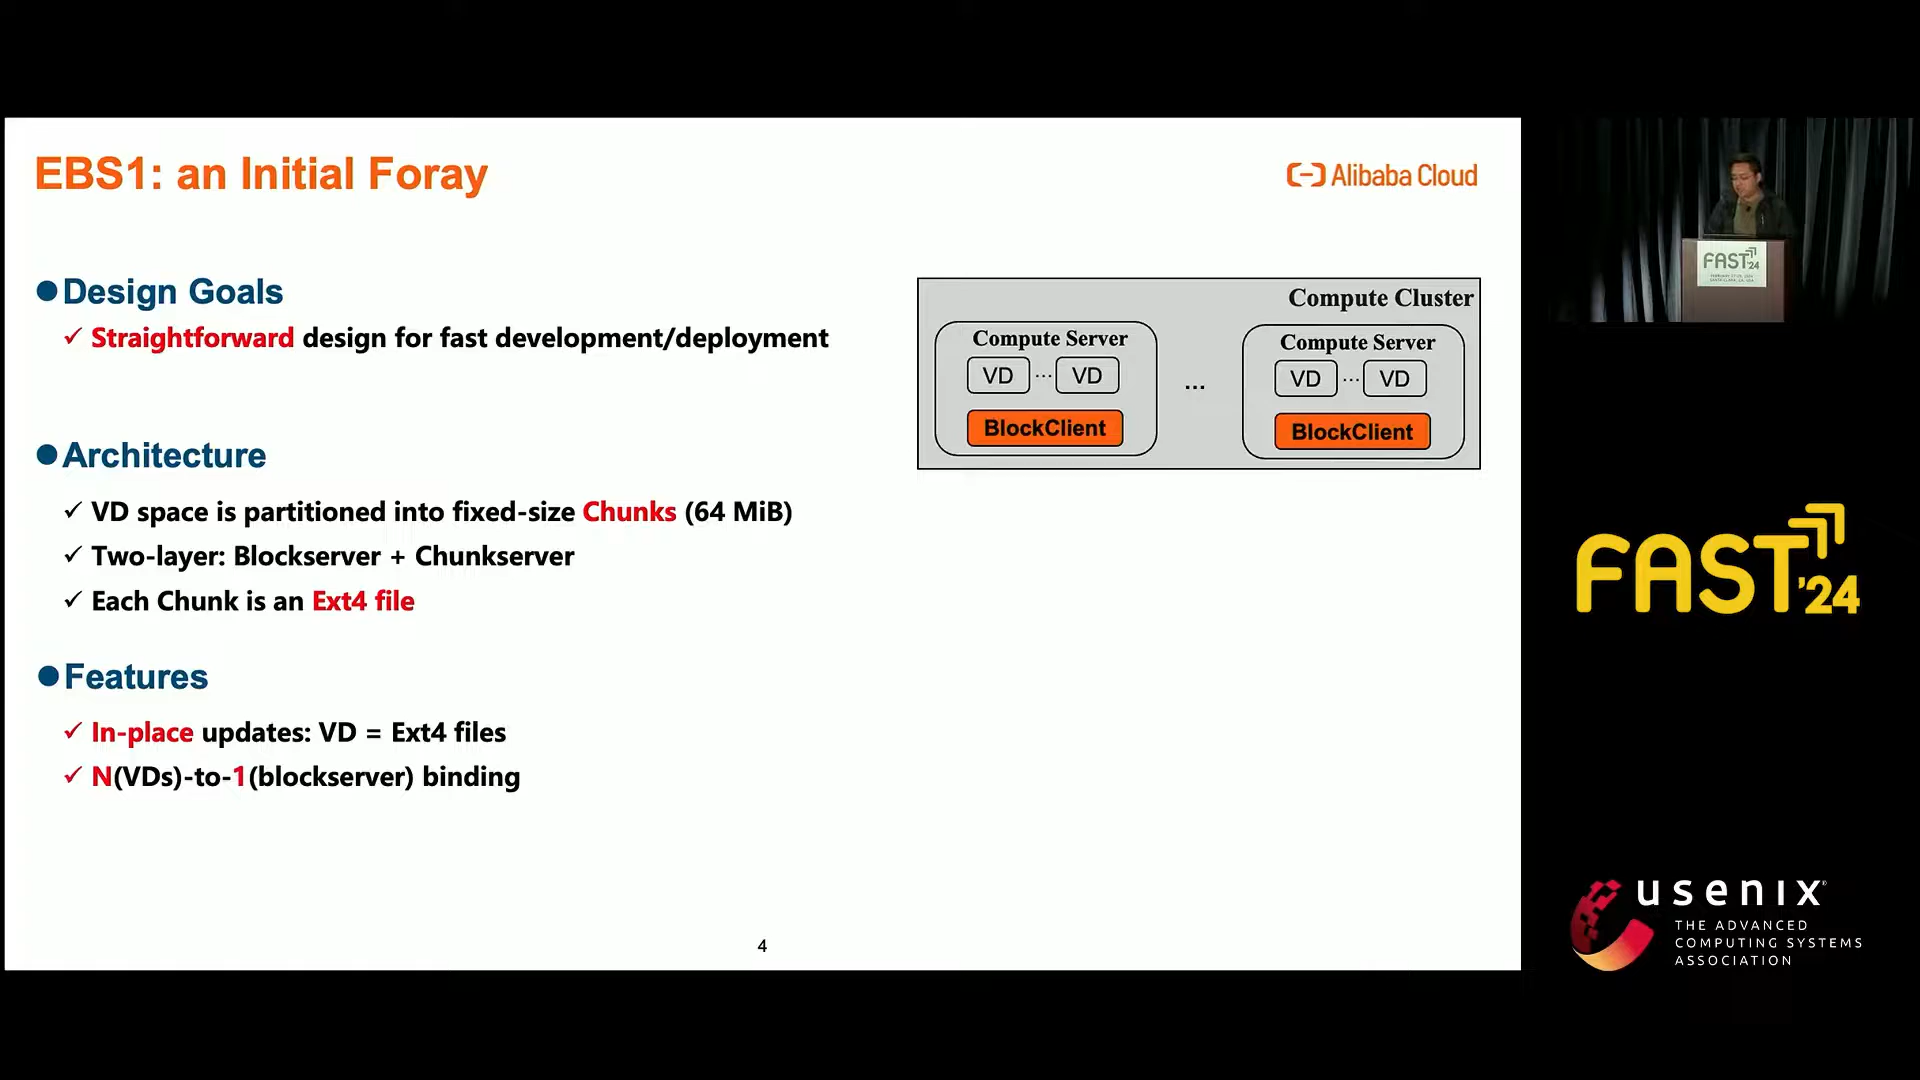 EBS1: an Initial Foray
Alibaba Cloud
Design Goals
✓ Straightforward design for fast development/deployment
Architecture
✓ VD space is partitioned into fixed-size Chunks (64 MiB)
✓ Two-layer: Blockserver + Chunkserver
✓ Each Chunk is an Ext4 file
Features
✓ In-place updates: VD = Ext4 files
✓ N(VDs)-to-1(blockserver) binding
Compute Cluster
Compute Server
VD ... VD
BlockClient
...
Compute Server
VD ... VD
BlockClient
4
FAST '24
FAST '24
usenix
THE ADVANCED
COMPUTING SYSTEMS
ASSOCIATION